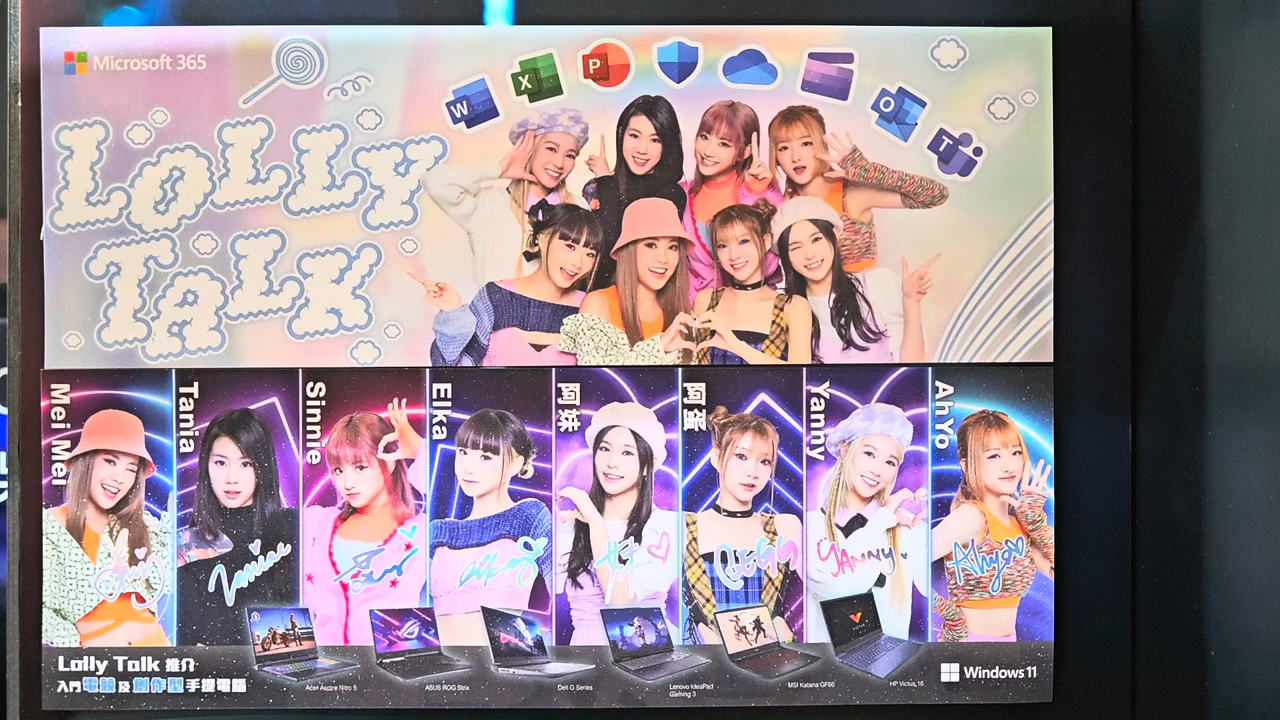 Microsoft 365
LOLLY
TALK
W
X
P
O
T
Mei Mei
Tania
Sinnie
Elka
阿妹
阿蛋
Yanny
AhYo
YANNY
Ahyo
Lolly Talk 推介
入門電競及創作型手提電腦
Acer Aspire Nitro 5
ASUS ROG Strix
Dell G Series
Lenovo IdeaPad
Gaming 3
MSI Katana GF66
HP Victus 16
Windows 11